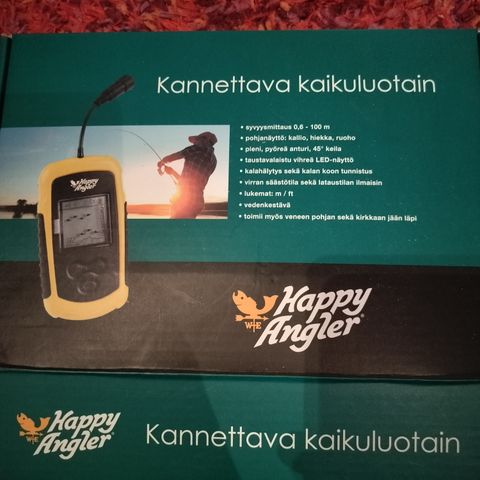 Kannettava kaikuluotain
• syvyysmittaus 0,6 - 100 m
• pohjanäyttö: kallio, hiekka, ruoho
• pieni, pyöreä anturi, 45° keila
• taustavalaistu vihreä LED-näyttö
• kalahälytys sekä kalan koon tunnistus
• virran säästötila sekä lataustilan ilmaisin
• lukemat: m / ft
• vedenkestävä
• toimii myös veneen pohjan sekä kirkkaan jään läpi
Happy
Angler
W E
Happy
Angler®
W E
Happy
Angler®
Kannettava kaikuluotain